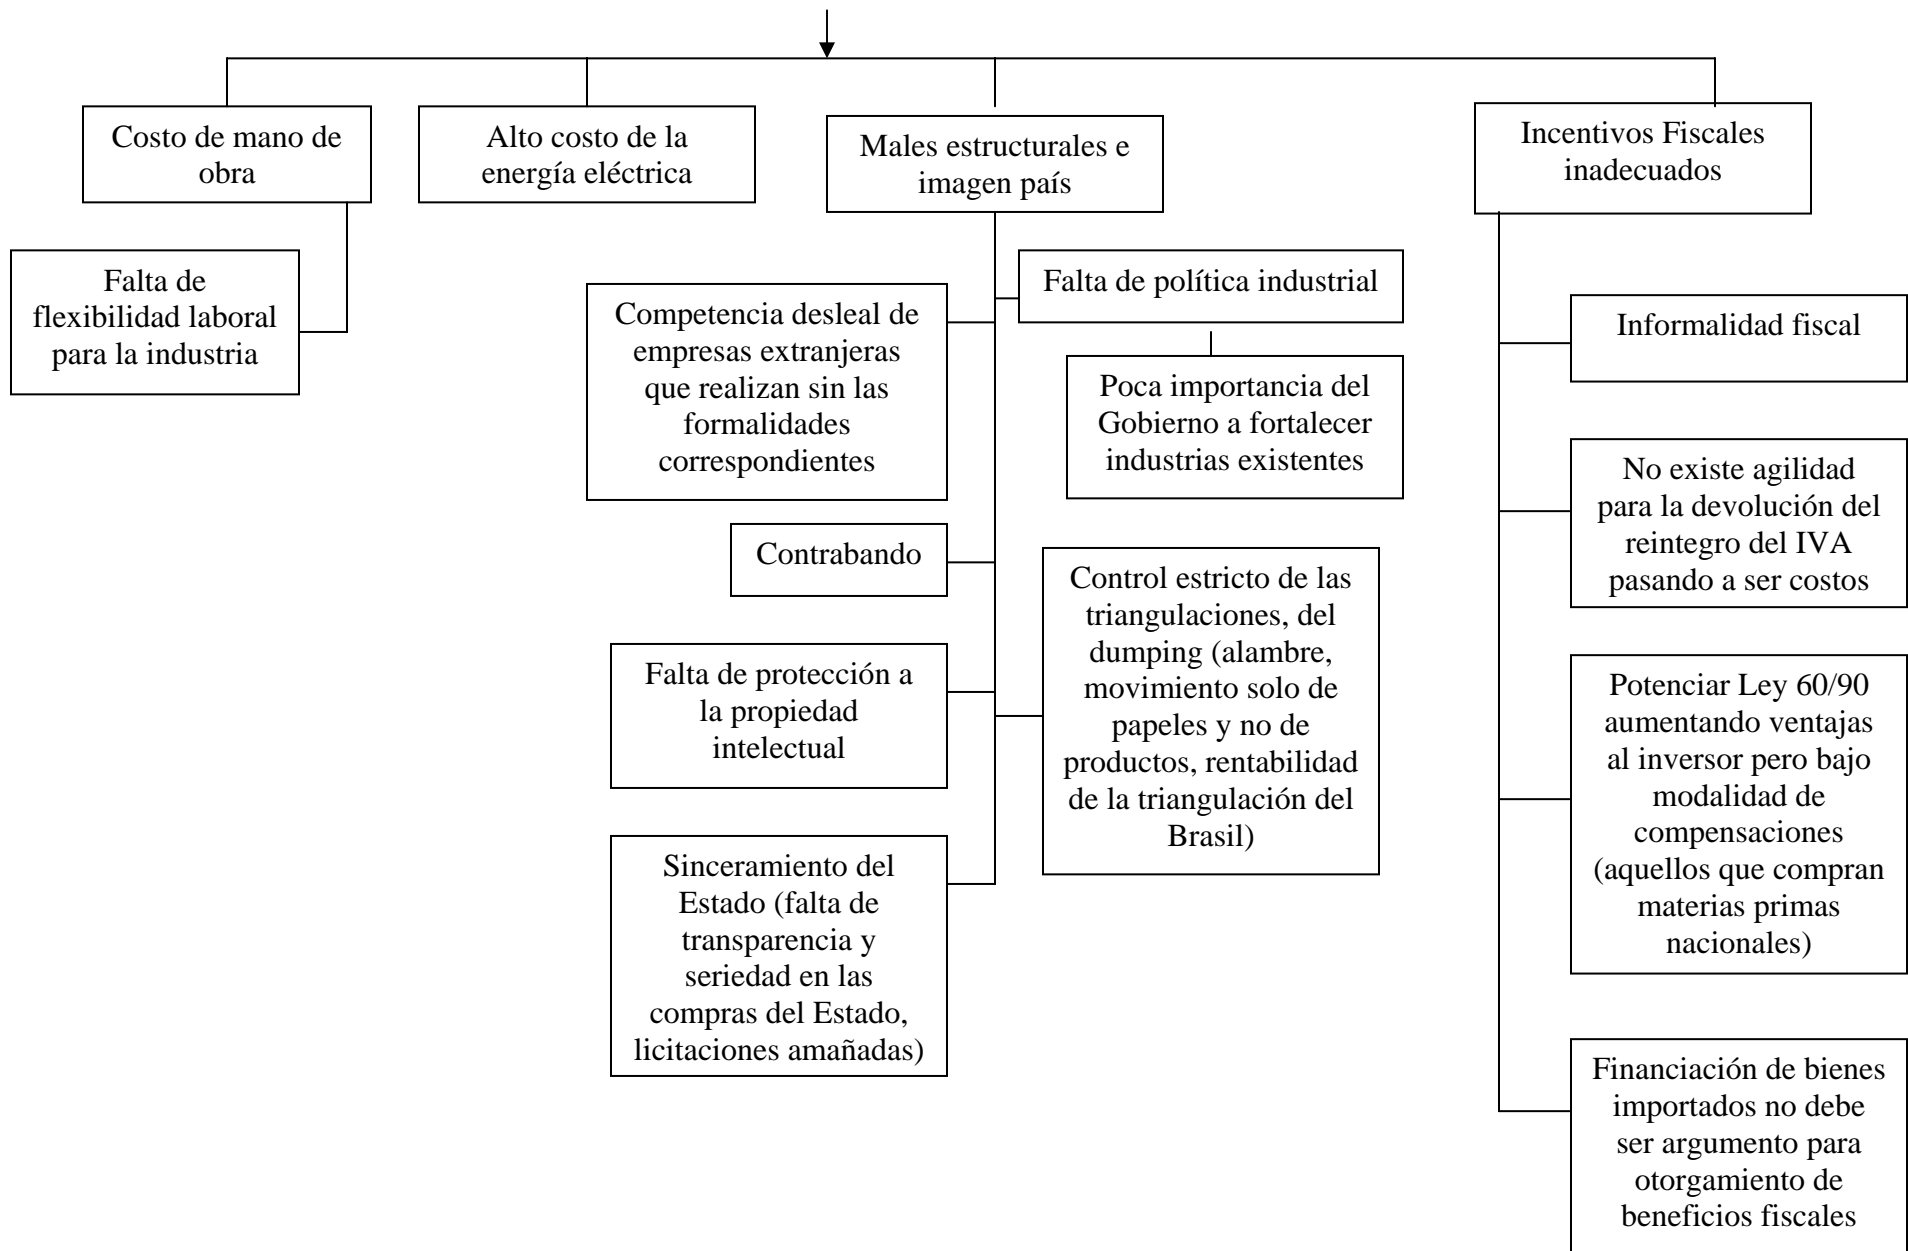 Costo de mano de
obra
Alto costo de la
energía eléctrica
Males estructurales e
imagen país
Incentivos Fiscales
inadecuados
Falta de
flexibilidad laboral
para la industria
Competencia desleal de
empresas extranjeras
que realizan sin las
formalidades
correspondientes
Falta de política industrial
Poca importancia del
Gobierno a fortalecer
industrias existentes
Contrabando
Falta de protección a
la propiedad
intelectual
Sinceramiento del
Estado (falta de
transparencia y
seriedad en las
compras del Estado,
licitaciones amañadas)
Control estricto de las
triangulaciones, del
dumping (alambre,
movimiento solo de
papeles y no de
productos, rentabilidad
de la triangulación del
Brasil)
Informalidad fiscal
No existe agilidad
para la devolución del
reintegro del IVA
pasando a ser costos
Potenciar Ley 60/90
aumentando ventajas
al inversor pero bajo
modalidad de
compensaciones
(aquellos que compran
materias primas
nacionales)
Financiación de bienes
importados no debe
ser argumento para
otorgamiento de
beneficios fiscales